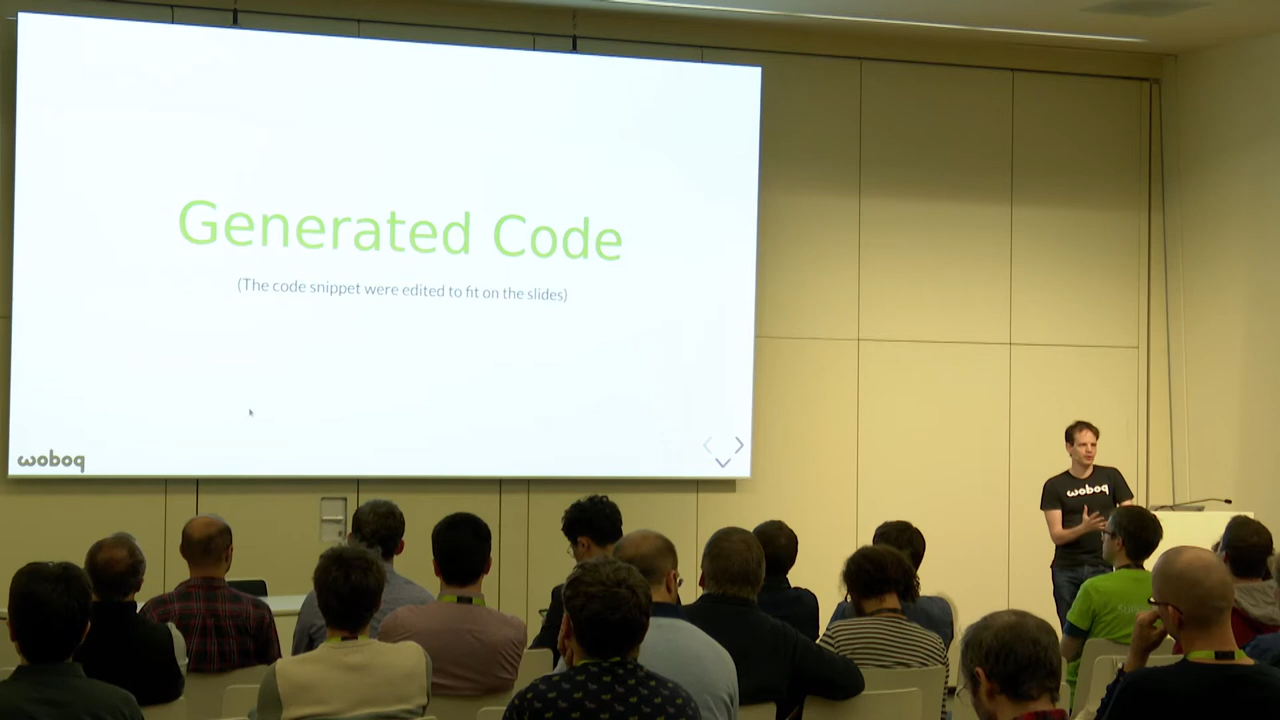 Generated Code
(The code snippet were edited to fit on the slides)
woboq
woboq